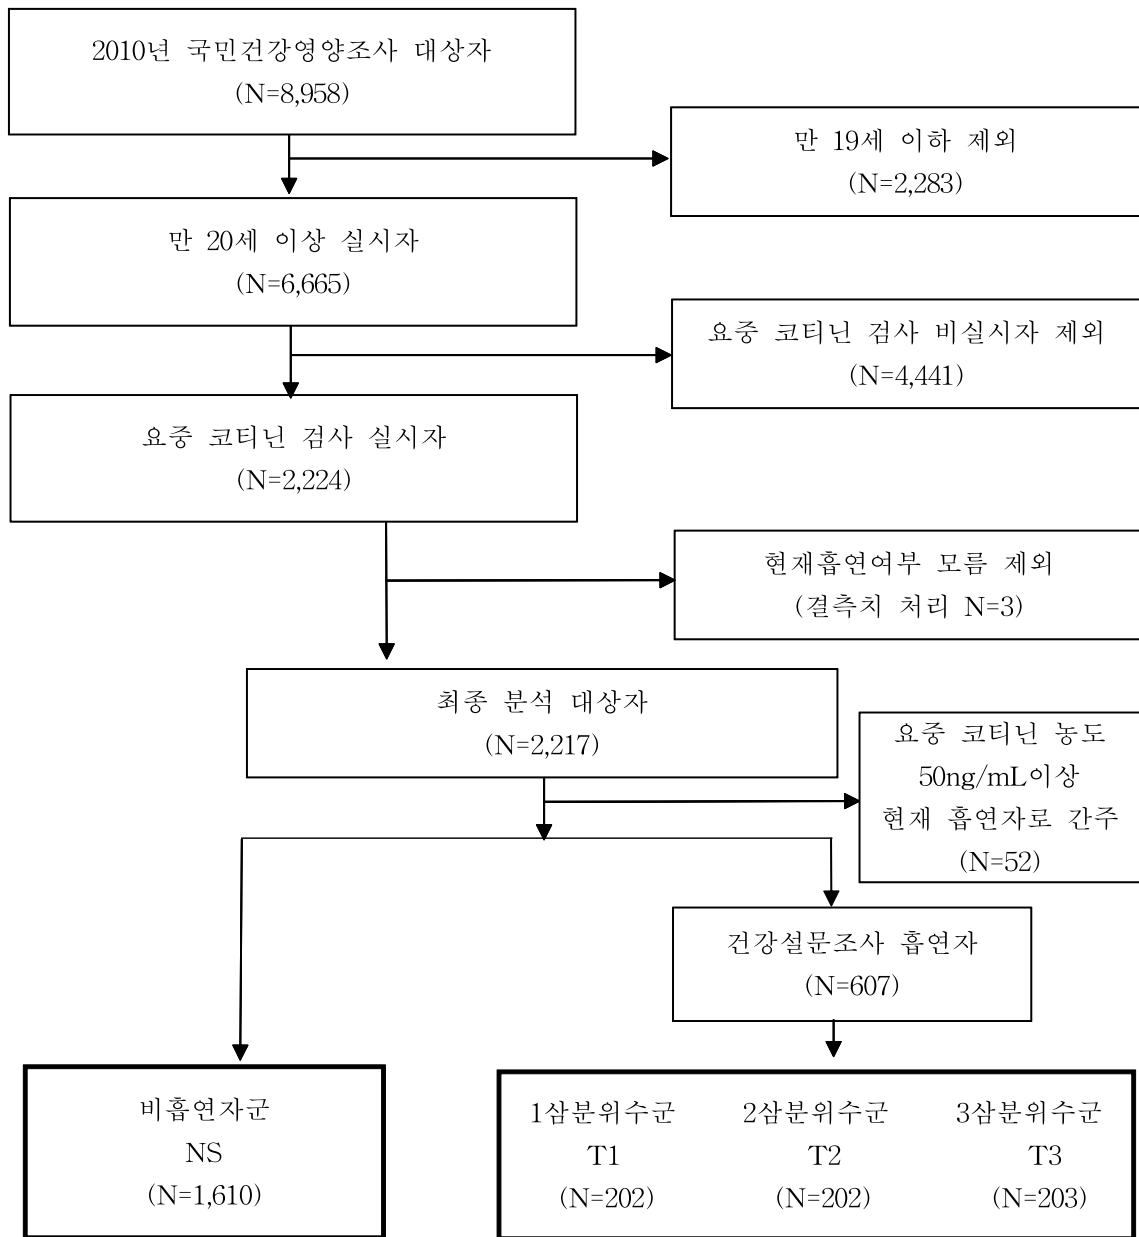 2010년 국민건강영양조사 대상자
(N=8,958)
만 19세 이하 제외
(N=2,283)
만 20세 이상 실시자
(N=6,665)
요중 코티닌 검사 비실시자 제외
(N=4,441)
요중 코티닌 검사 실시자
(N=2,224)
현재흡연여부 모름 제외
(결측치 처리 N=3)
최종 분석 대상자
(N=2,217)
요중 코티닌 농도
50ng/mL이상
현재 흡연자로 간주
(N=52)
건강설문조사 흡연자
(N=607)
비흡연자군
NS
(N=1,610)
1삼분위수군 2삼분위수군 3삼분위수군
T1 T2 T3
(N=202) (N=202) (N=203)